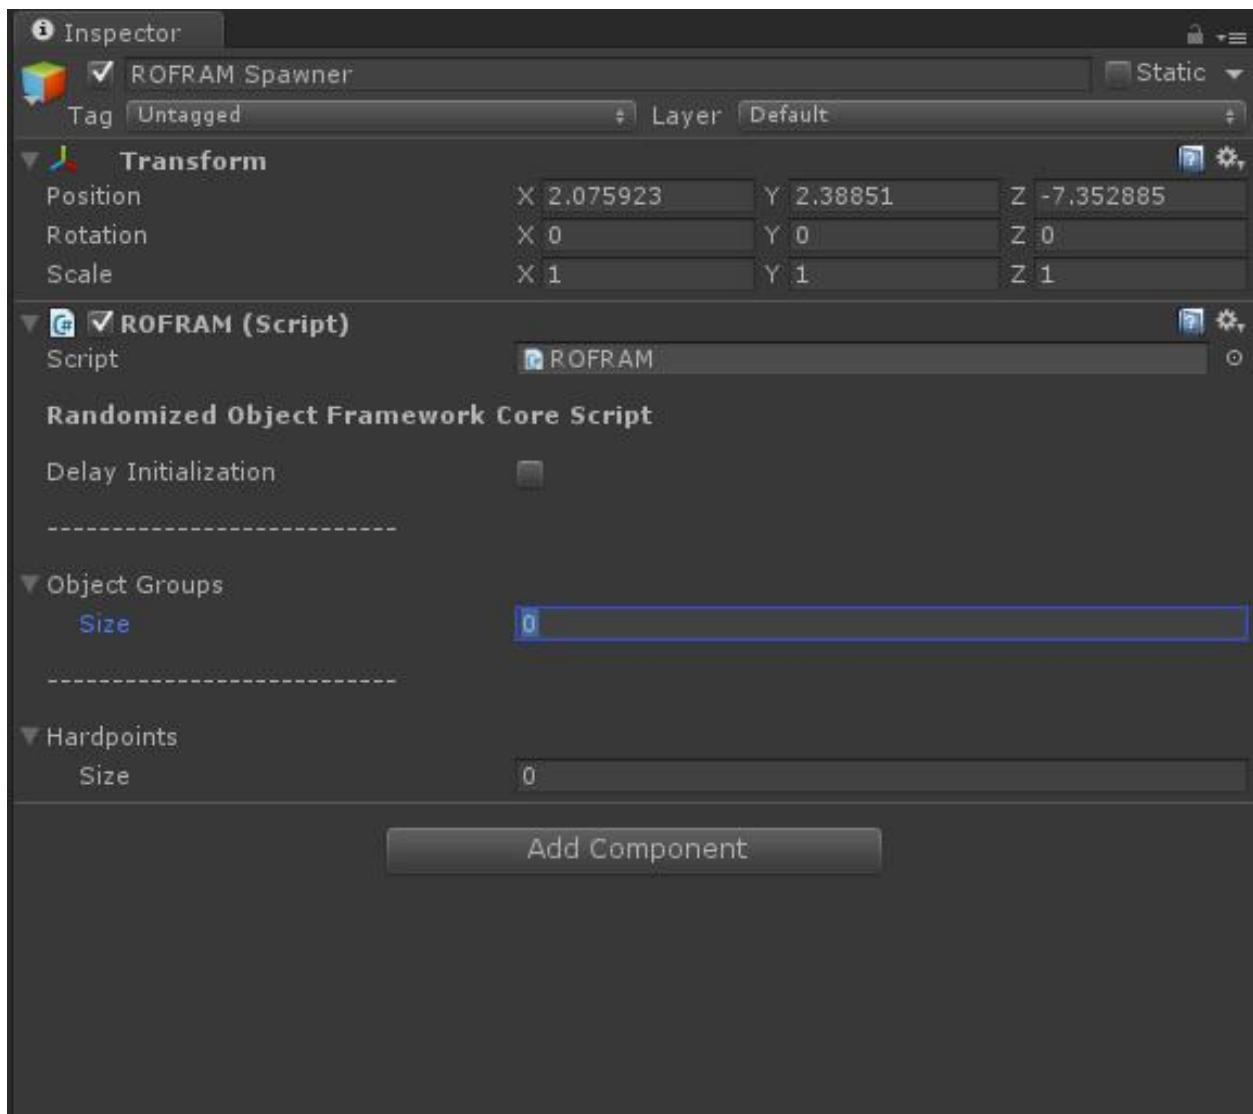 Inspector
ROFRAM Spawner Static
Tag Untagged Layer Default
Transform
Position X 2.075923 Y 2.38851 Z -7.352885
Rotation X 0 Y 0 Z 0
Scale X 1 Y 1 Z 1
C# ROFRAM (Script)
Script ROFRAM
Randomized Object Framework Core Script
Delay Initialization
---------------------------
Object Groups
Size 0
---------------------------
Hardpoints
Size 0
Add Component